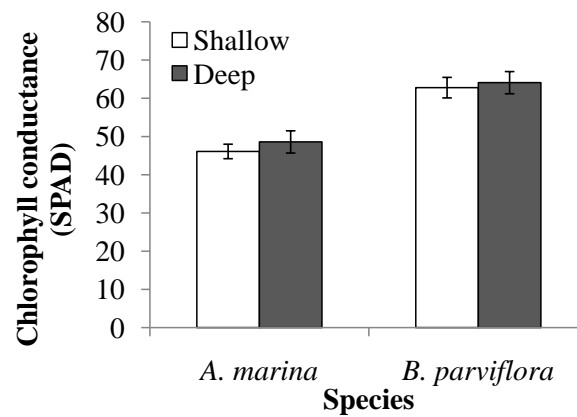 Chlorophyll conductance
(SPAD)
80
70
60
50
40
30
20
10
0
Shallow
Deep
A. marina
B. parviflora
Species